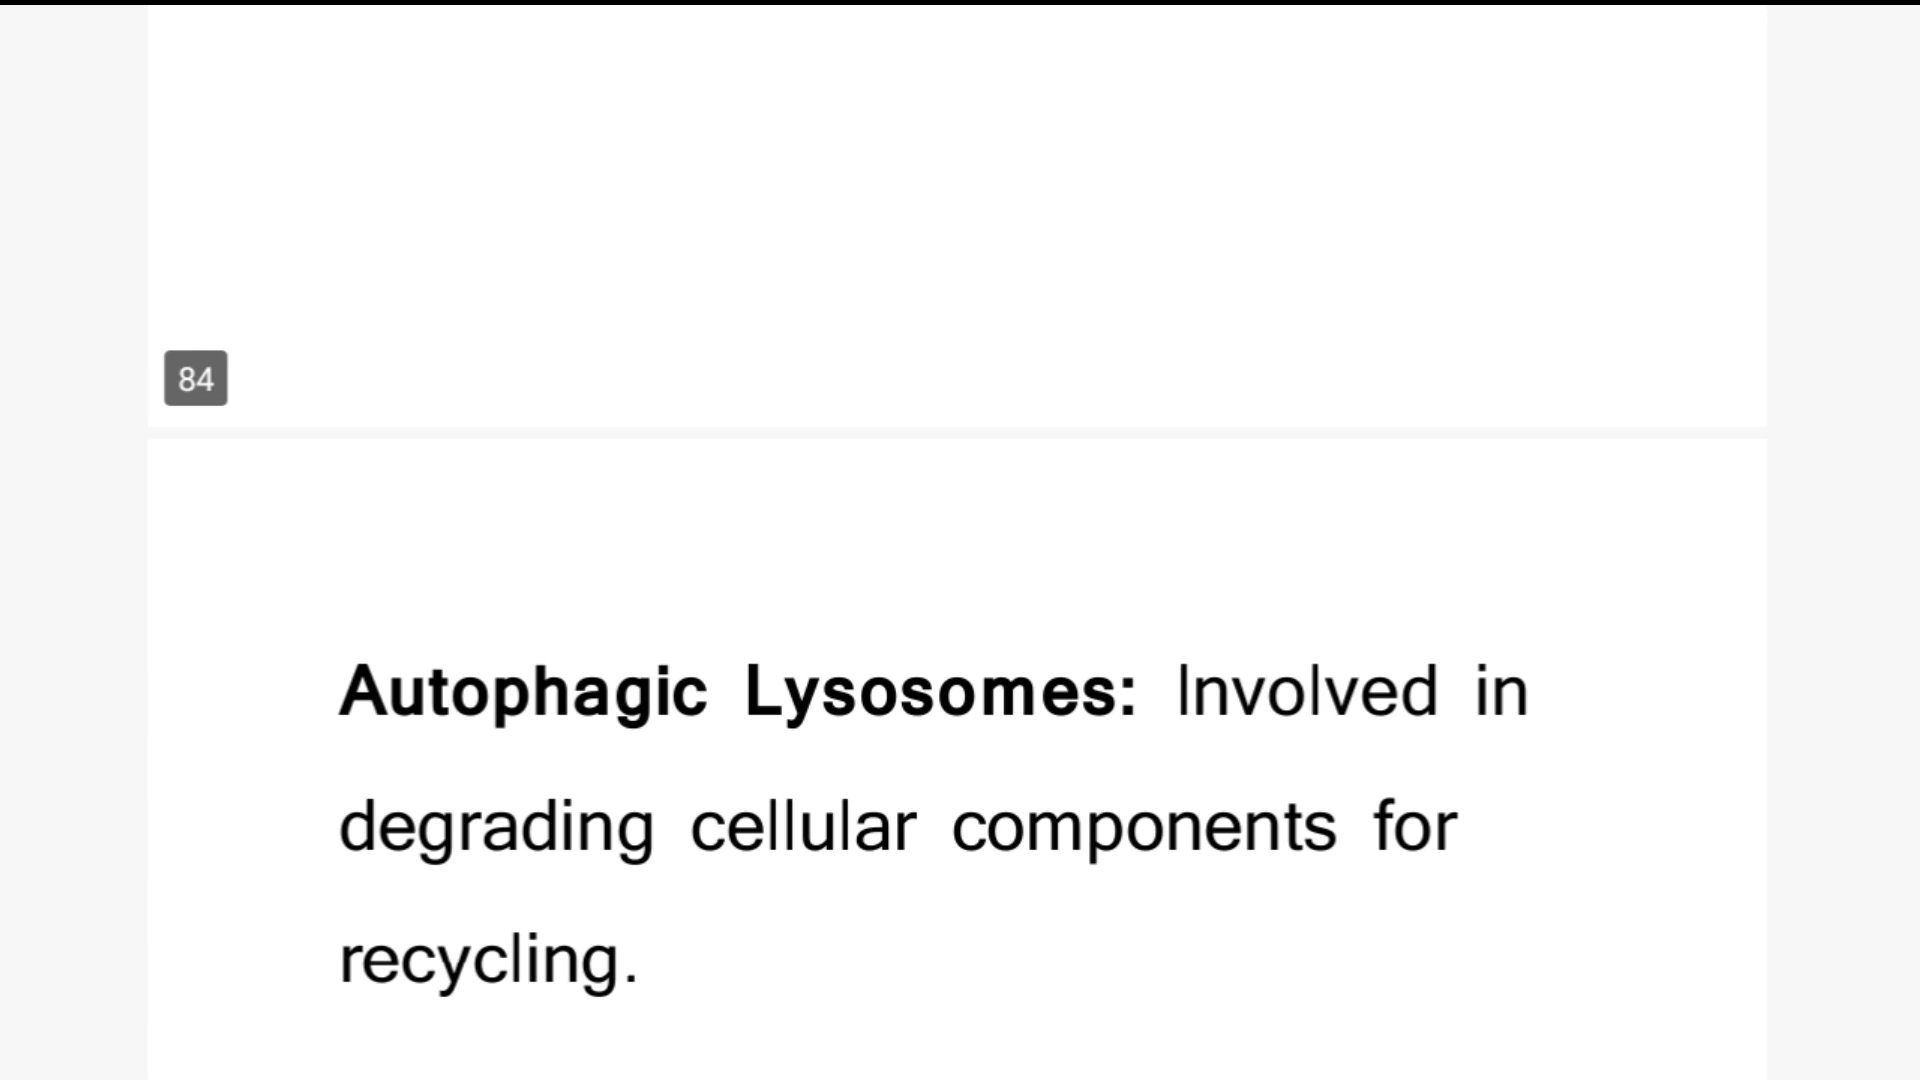 84
Autophagic Lysosomes: Involved in
degrading cellular components for
recycling.